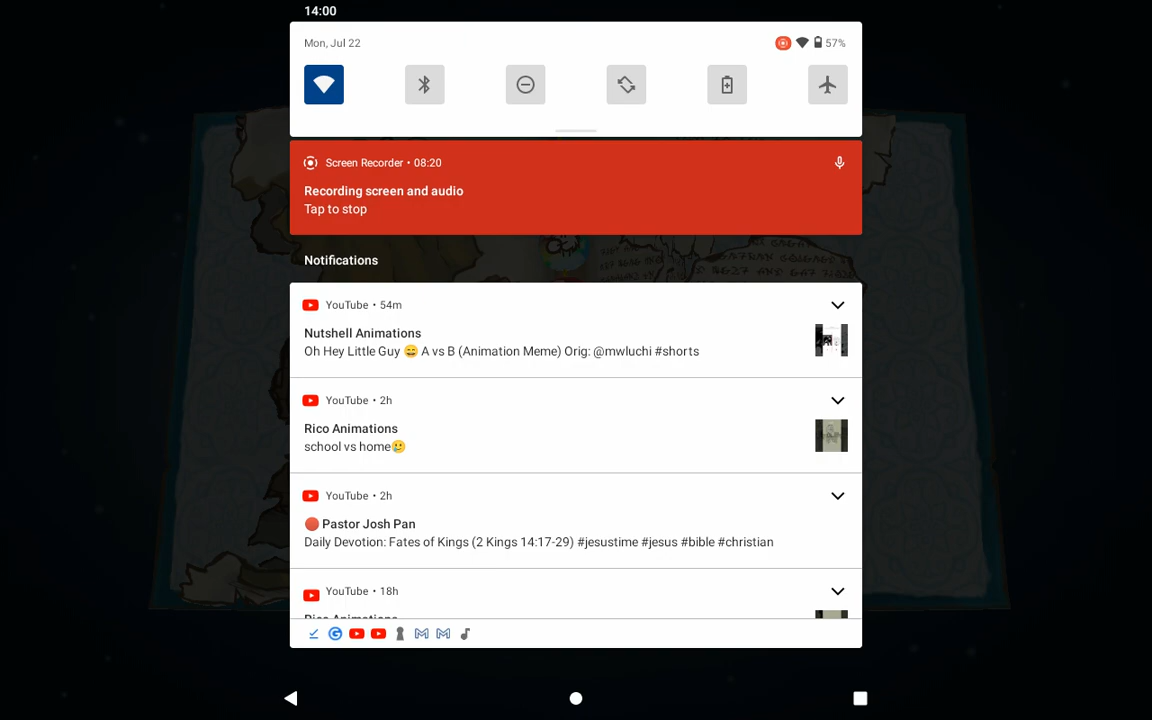 14:00
Mon, Jul 22
57%
Screen Recorder • 08:20
Recording screen and audio
Tap to stop
Notifications
YouTube • 54m
Nutshell Animations
Oh Hey Little Guy 😄 A vs B (Animation Meme) Orig: @mwluchi #shorts
YouTube • 2h
Rico Animations
school vs home🥲
YouTube • 2h
🔴 Pastor Josh Pan
Daily Devotion: Fates of Kings (2 Kings 14:17-29) #jesustime #jesus #bible #christian
YouTube • 18h
Rico Animations